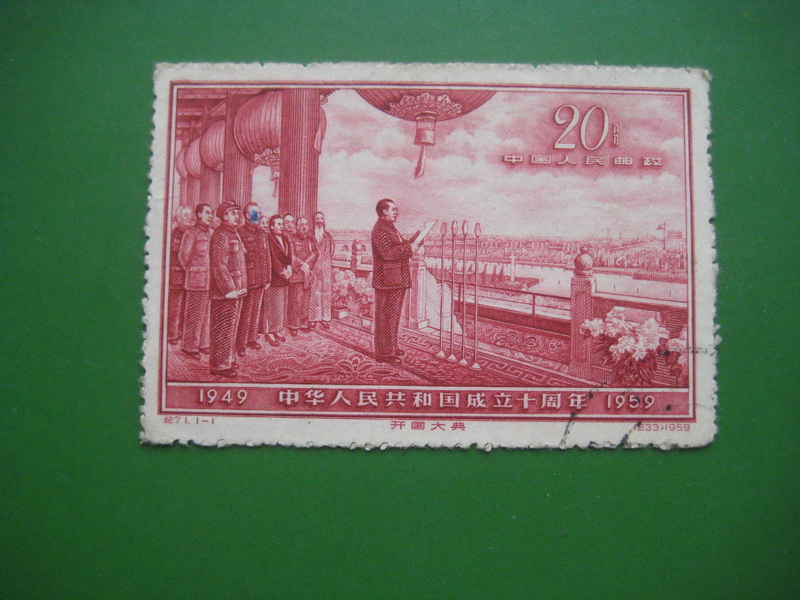 20分
中国人民邮政
1949 中华人民共和国成立十周年 1959
纪71.1-1 开国大典 (233)1959